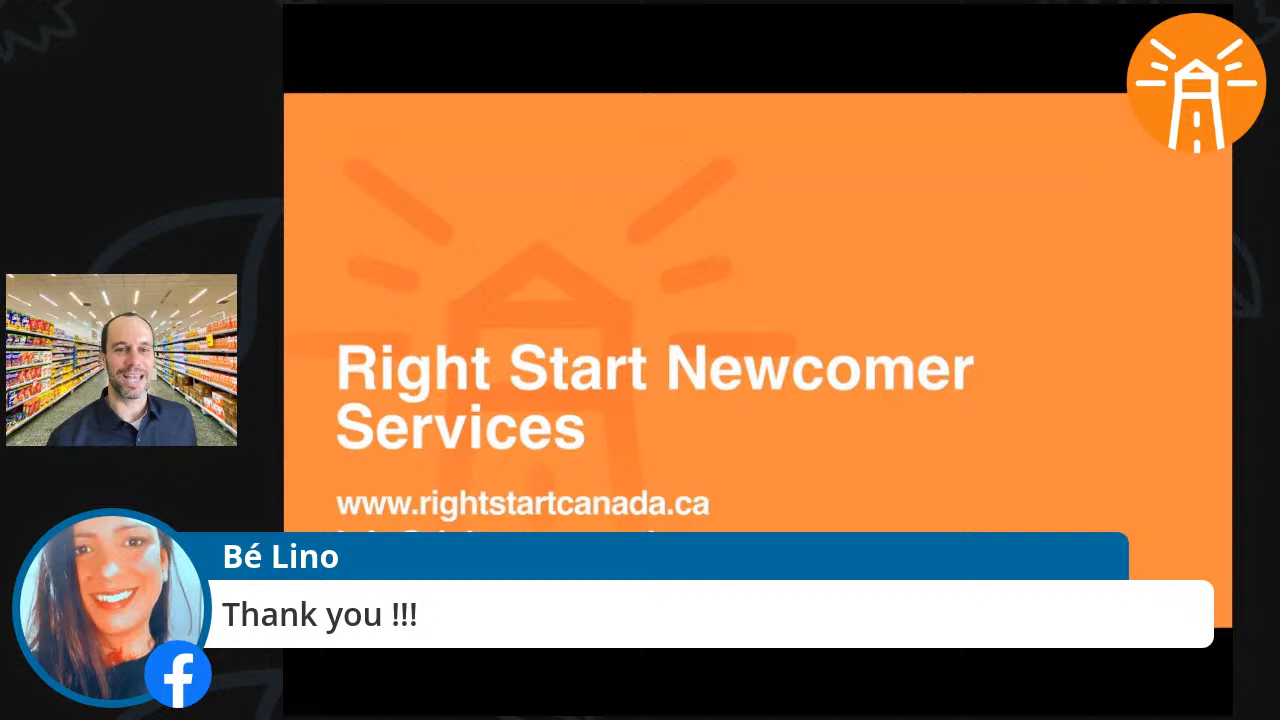 Right Start Newcomer
Services
www.rightstartcanada.ca
Bé Lino
Thank you !!!